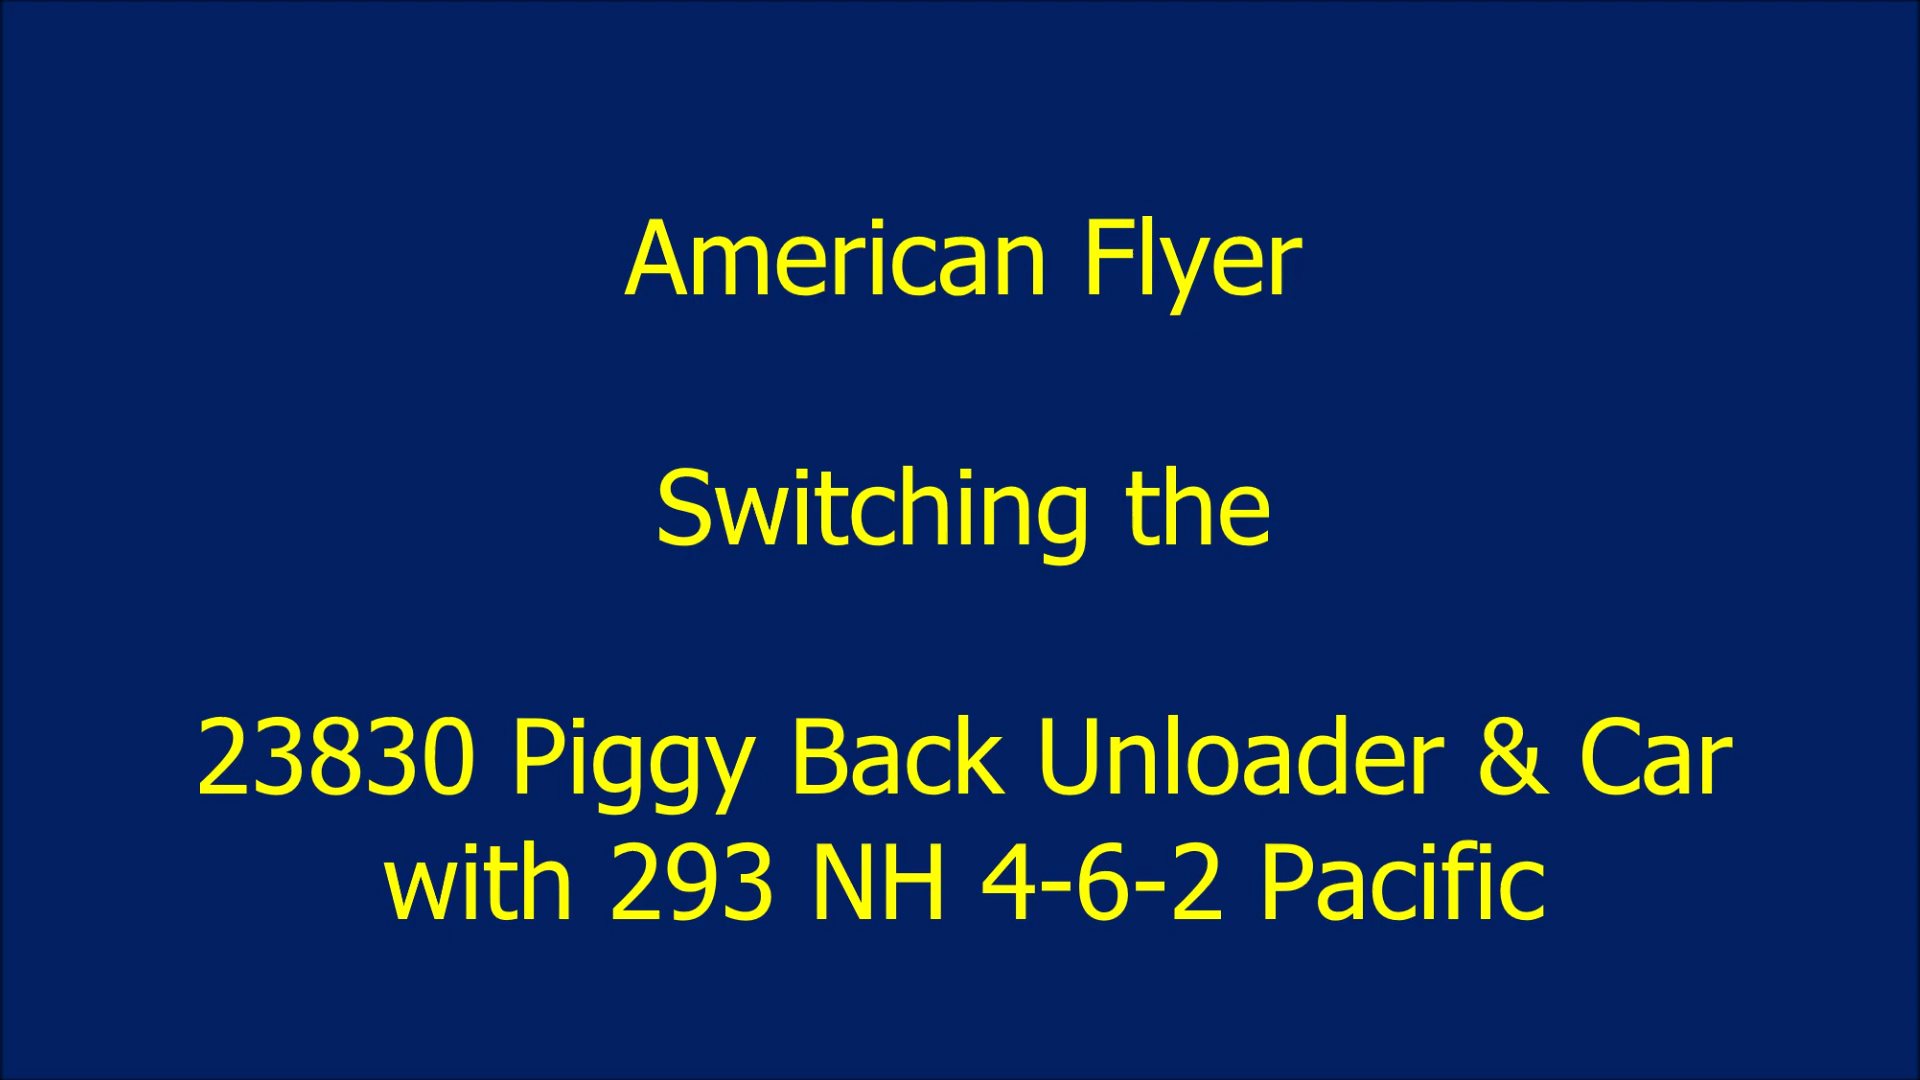 American Flyer
Switching the
23830 Piggy Back Unloader & Car
with 293 NH 4-6-2 Pacific